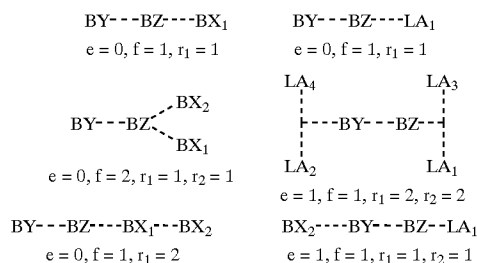 BY---BZ---BX₁
BY---BZ---LA₁
e = 0, f = 1, r₁ = 1
e = 0, f = 1, r₁ = 1
BX₂
BY---BZ
BX₁
e = 0, f = 2, r₁ = 1, r₂ = 1
LA₄
LA₃
BY---BZ
LA₂
LA₁
e = 1, f = 1, r₁ = 2, r₂ = 2
BY---BZ---BX₁---BX₂
BX₂----BY---BZ---LA₁
e = 0, f = 1, r₁ = 2
e = 1, f = 1, r₁ = 1, r₂ = 1